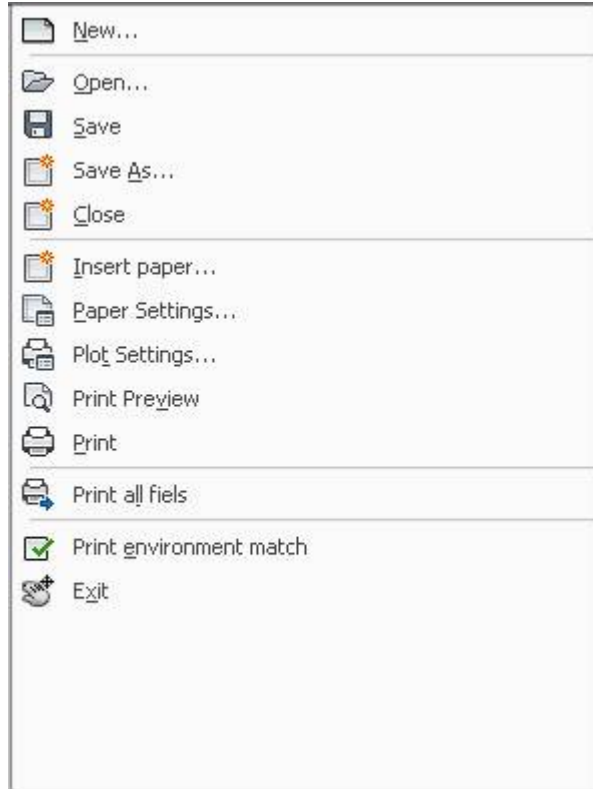 New...
Open...
Save
Save As...
Close
Insert paper...
Paper Settings...
Plot Settings...
Print Preview
Print
Print all fiels
Print environment match
Exit